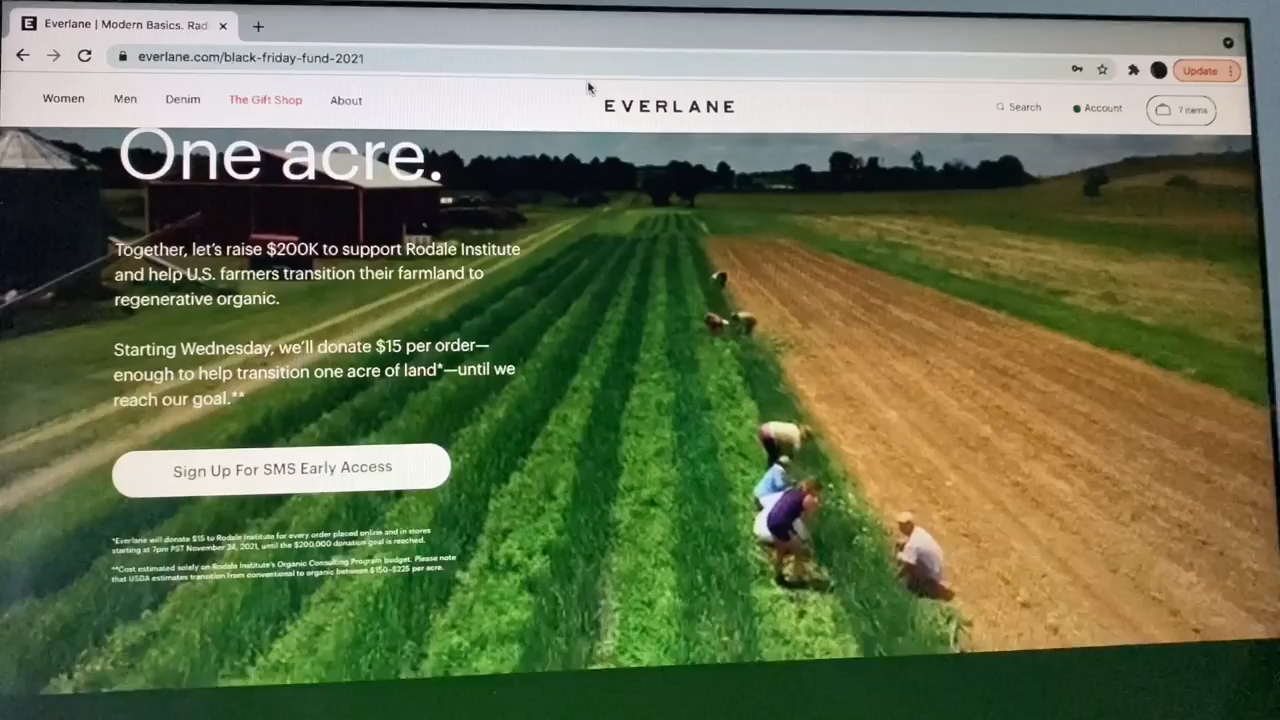 Everlane | Modern Basics. Rad
everlane.com/black-friday-fund-2021
Update
Women Men Denim The Gift Shop About
EVERLANE
Search Account 7 items
One acre.
Together, let's raise $200K to support Rodale Institute
and help U.S. farmers transition their farmland to
regenerative organic.
Starting Wednesday, we'll donate $15 per order—
enough to help transition one acre of land*—until we
reach our goal.**
Sign Up For SMS Early Access
*Everlane will donate $15 to Rodale Institute for every order placed online and in stores
starting at 7pm PST November 24, 2021, until the $200,000 donation goal is reached.
**Cost estimated solely on Rodale Institute's Organic Consulting Program budget. Please note
that USDA estimates transition from conventional to organic between $150-$225 per acre.